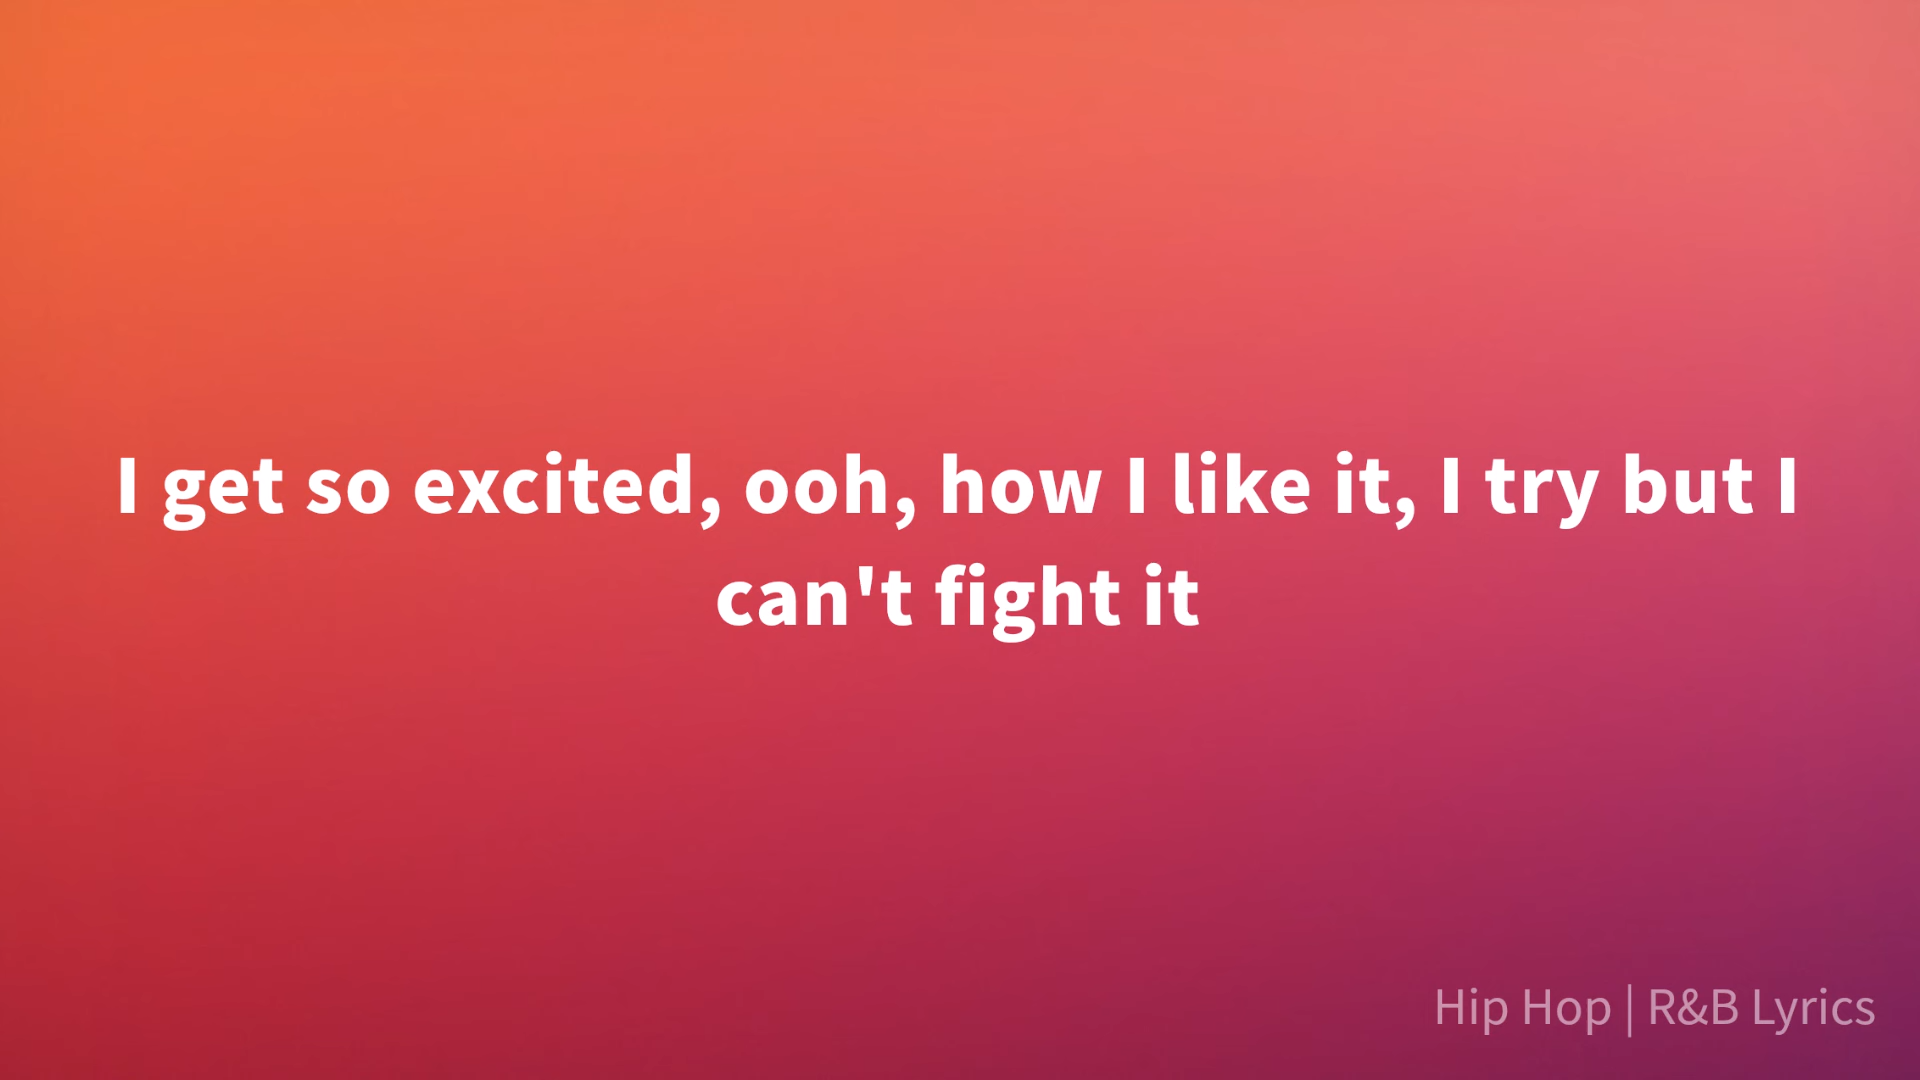 I get so excited, ooh, how I like it, I try but I
can't fight it
Hip Hop | R&B Lyrics